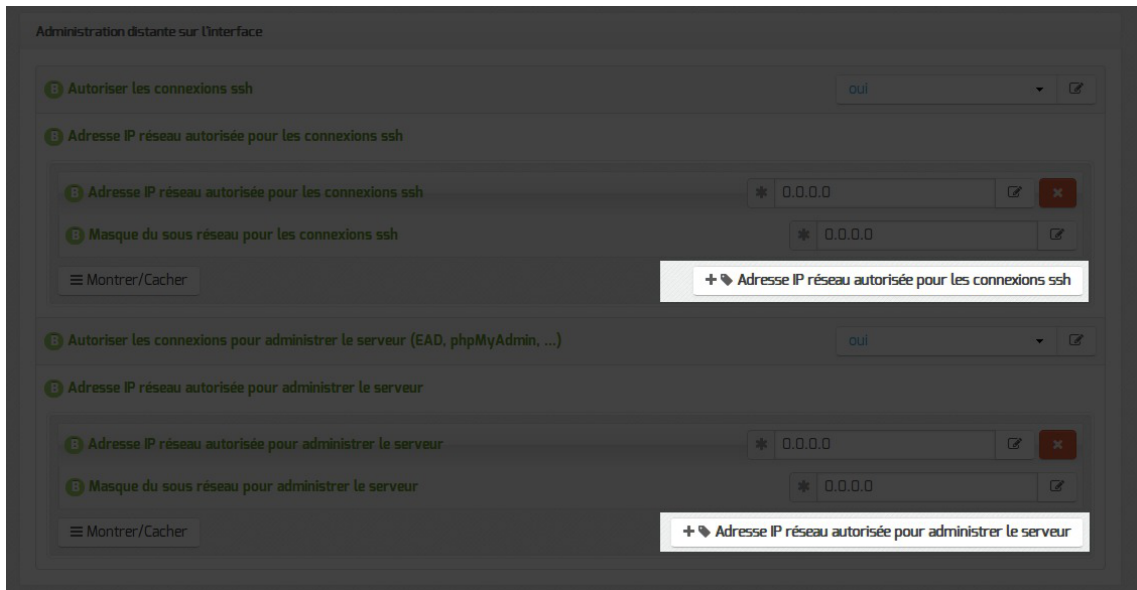 Administration distante sur l'interface
B Autoriser les connexions ssh oui
B Adresse IP réseau autorisée pour les connexions ssh
B Adresse IP réseau autorisée pour les connexions ssh 0.0.0.0
B Masque du sous réseau pour les connexions ssh 0.0.0.0
Montrer/Cacher Adresse IP réseau autorisée pour les connexions ssh
B Autoriser les connexions pour administrer le serveur (EAD, phpMyAdmin, ...) oui
B Adresse IP réseau autorisée pour administrer le serveur
B Adresse IP réseau autorisée pour administrer le serveur 0.0.0.0
B Masque du sous réseau pour administrer le serveur 0.0.0.0
Montrer/Cacher Adresse IP réseau autorisée pour administrer le serveur